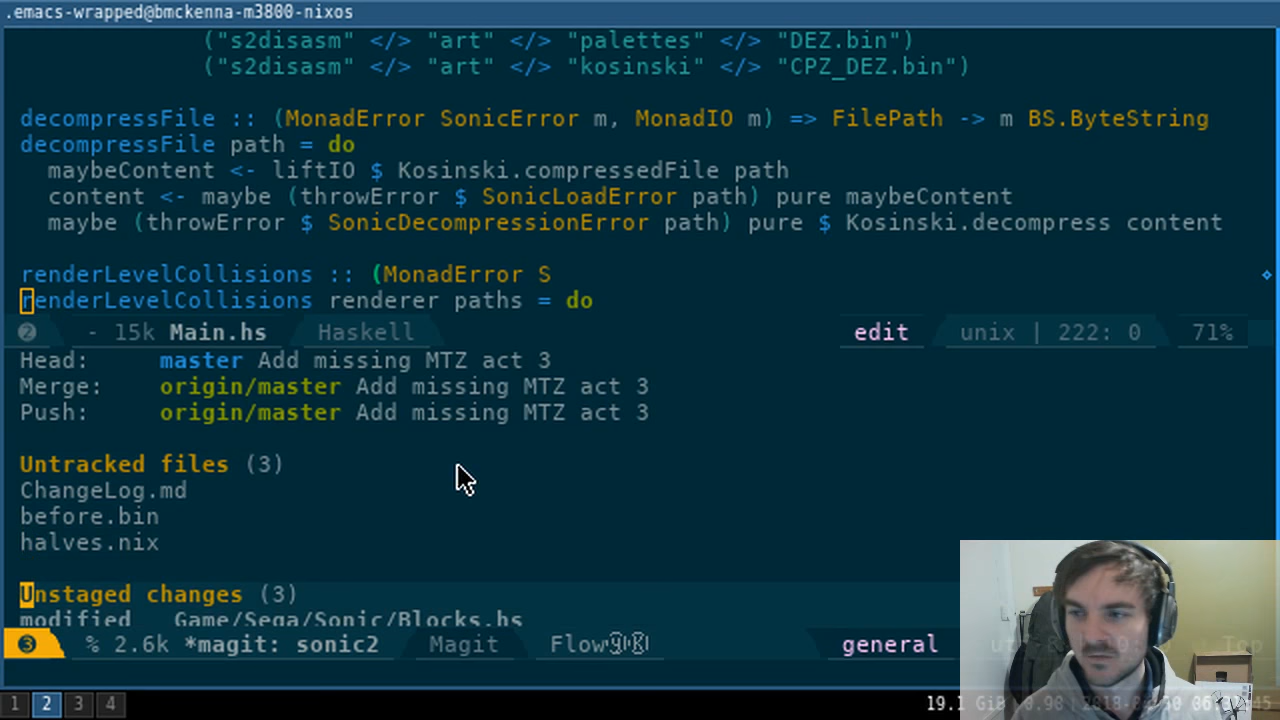 .emacs-wrapped@bmckenna-m3800-nixos
("s2disasm" </> "art" </> "palettes" </> "DEZ.bin")
("s2disasm" </> "art" </> "kosinski" </> "CPZ_DEZ.bin")
decompressFile :: (MonadError SonicError m, MonadIO m) => FilePath -> m BS.ByteString
decompressFile path = do
maybeContent <- liftIO $ Kosinski.compressedFile path
content <- maybe (throwError $ SonicLoadError path) pure maybeContent
maybe (throwError $ SonicDecompressionError path) pure $ Kosinski.decompress content
renderLevelCollisions :: (MonadError S
renderLevelCollisions renderer paths = do
2 - 15k Main.hs Haskell edit unix | 222: 0 71%
Head: master Add missing MTZ act 3
Merge: origin/master Add missing MTZ act 3
Push: origin/master Add missing MTZ act 3
Untracked files (3)
ChangeLog.md
before.bin
halves.nix
Unstaged changes (3)
modified Game/Sega/Sonic/Blocks.hs
3 % 2.6k *magit: sonic2 Magit Flow general Top
1 2 3 4 19.1 GiB 0.98